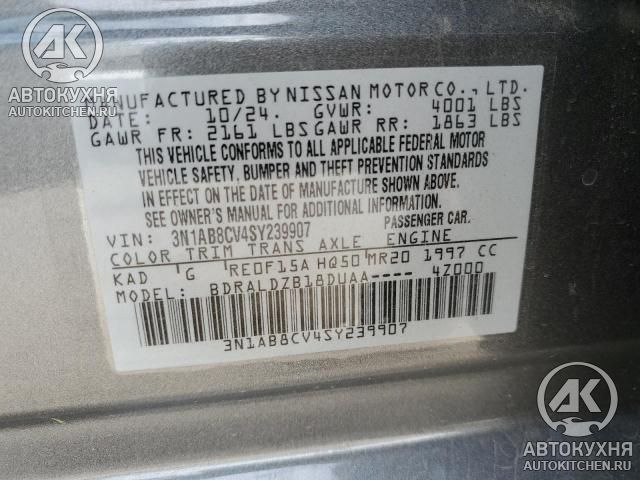 AK
АВТОКУХНЯ
AUTOKITCHEN.RU
MANUFACTURED BY NISSAN MOTOR CO., LTD.
DATE: 10/24. GVWR: 4001 LBS
GAWR FR: 2161 LBS GAWR RR: 1863 LBS
THIS VEHICLE CONFORMS TO ALL APPLICABLE FEDERAL MOTOR
VEHICLE SAFETY, BUMPER AND THEFT PREVENTION STANDARDS
IN EFFECT ON THE DATE OF MANUFACTURE SHOWN ABOVE.
SEE OWNER'S MANUAL FOR ADDITIONAL INFORMATION.
VIN: 3N1AB8CV4SY239907 PASSENGER CAR.
COLOR TRIM TRANS AXLE ENGINE
KAD G RE0F15A HQ50 MR20 1997 CC
MODEL: BDRALDZB18DUAA---- 4Z000
3N1AB8CV4SY239907
AK
АВТОКУХНЯ
AUTOKITCHEN.RU